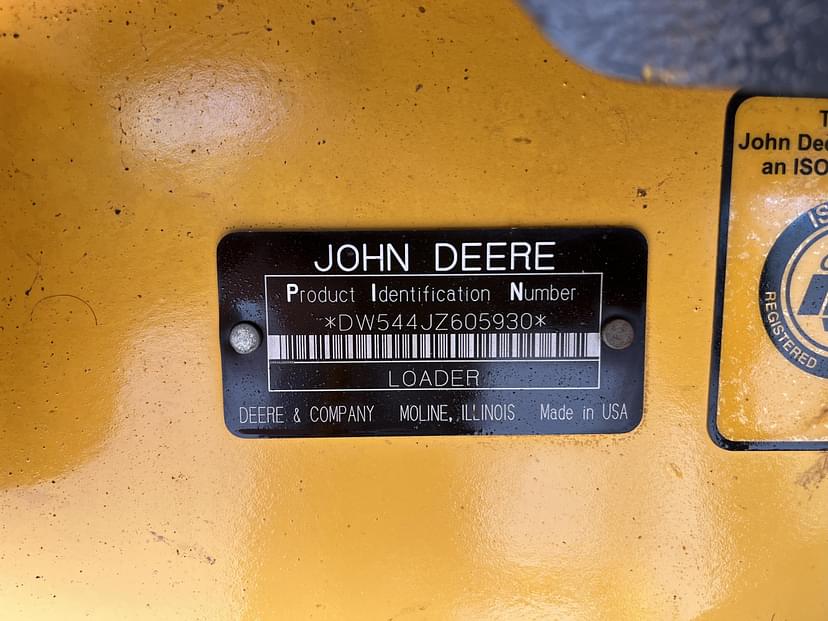 JOHN DEERE
Product Identification Number
*DW544JZ605930*
LOADER
DEERE & COMPANY MOLINE, ILLINOIS Made in USA
John Dee
an ISO
REGISTERED